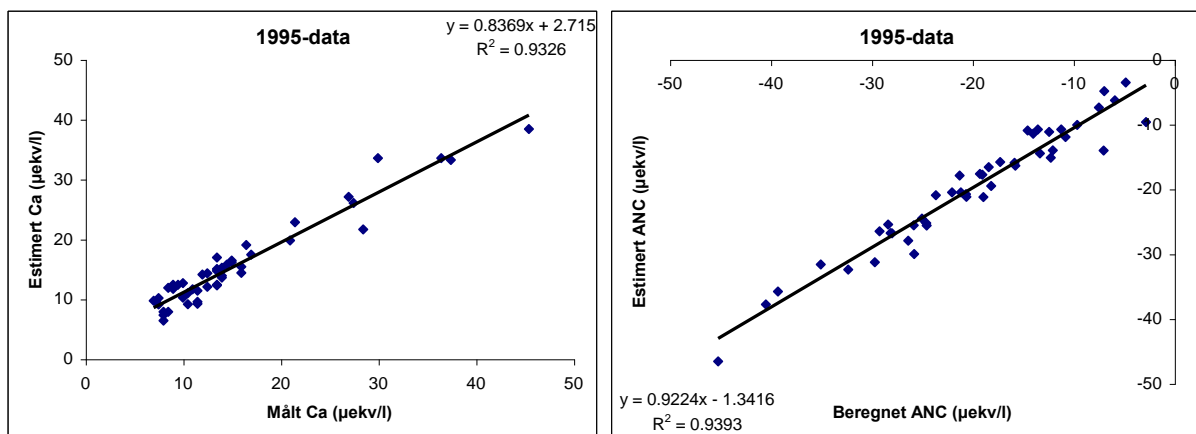 y = 0.8369x + 2.715
R² = 0.9326
1995-data
50
40
30
20
10
0
Estimert Ca (µekv/l)
0 10 20 30 40 50
Målt Ca (µekv/l)
1995-data
-50 -40 -30 -20 -10 0
0
-10
-20
-30
-40
-50
Estimert ANC (µekv/l)
y = 0.9224x - 1.3416
R² = 0.9393
Beregnet ANC (µekv/l)